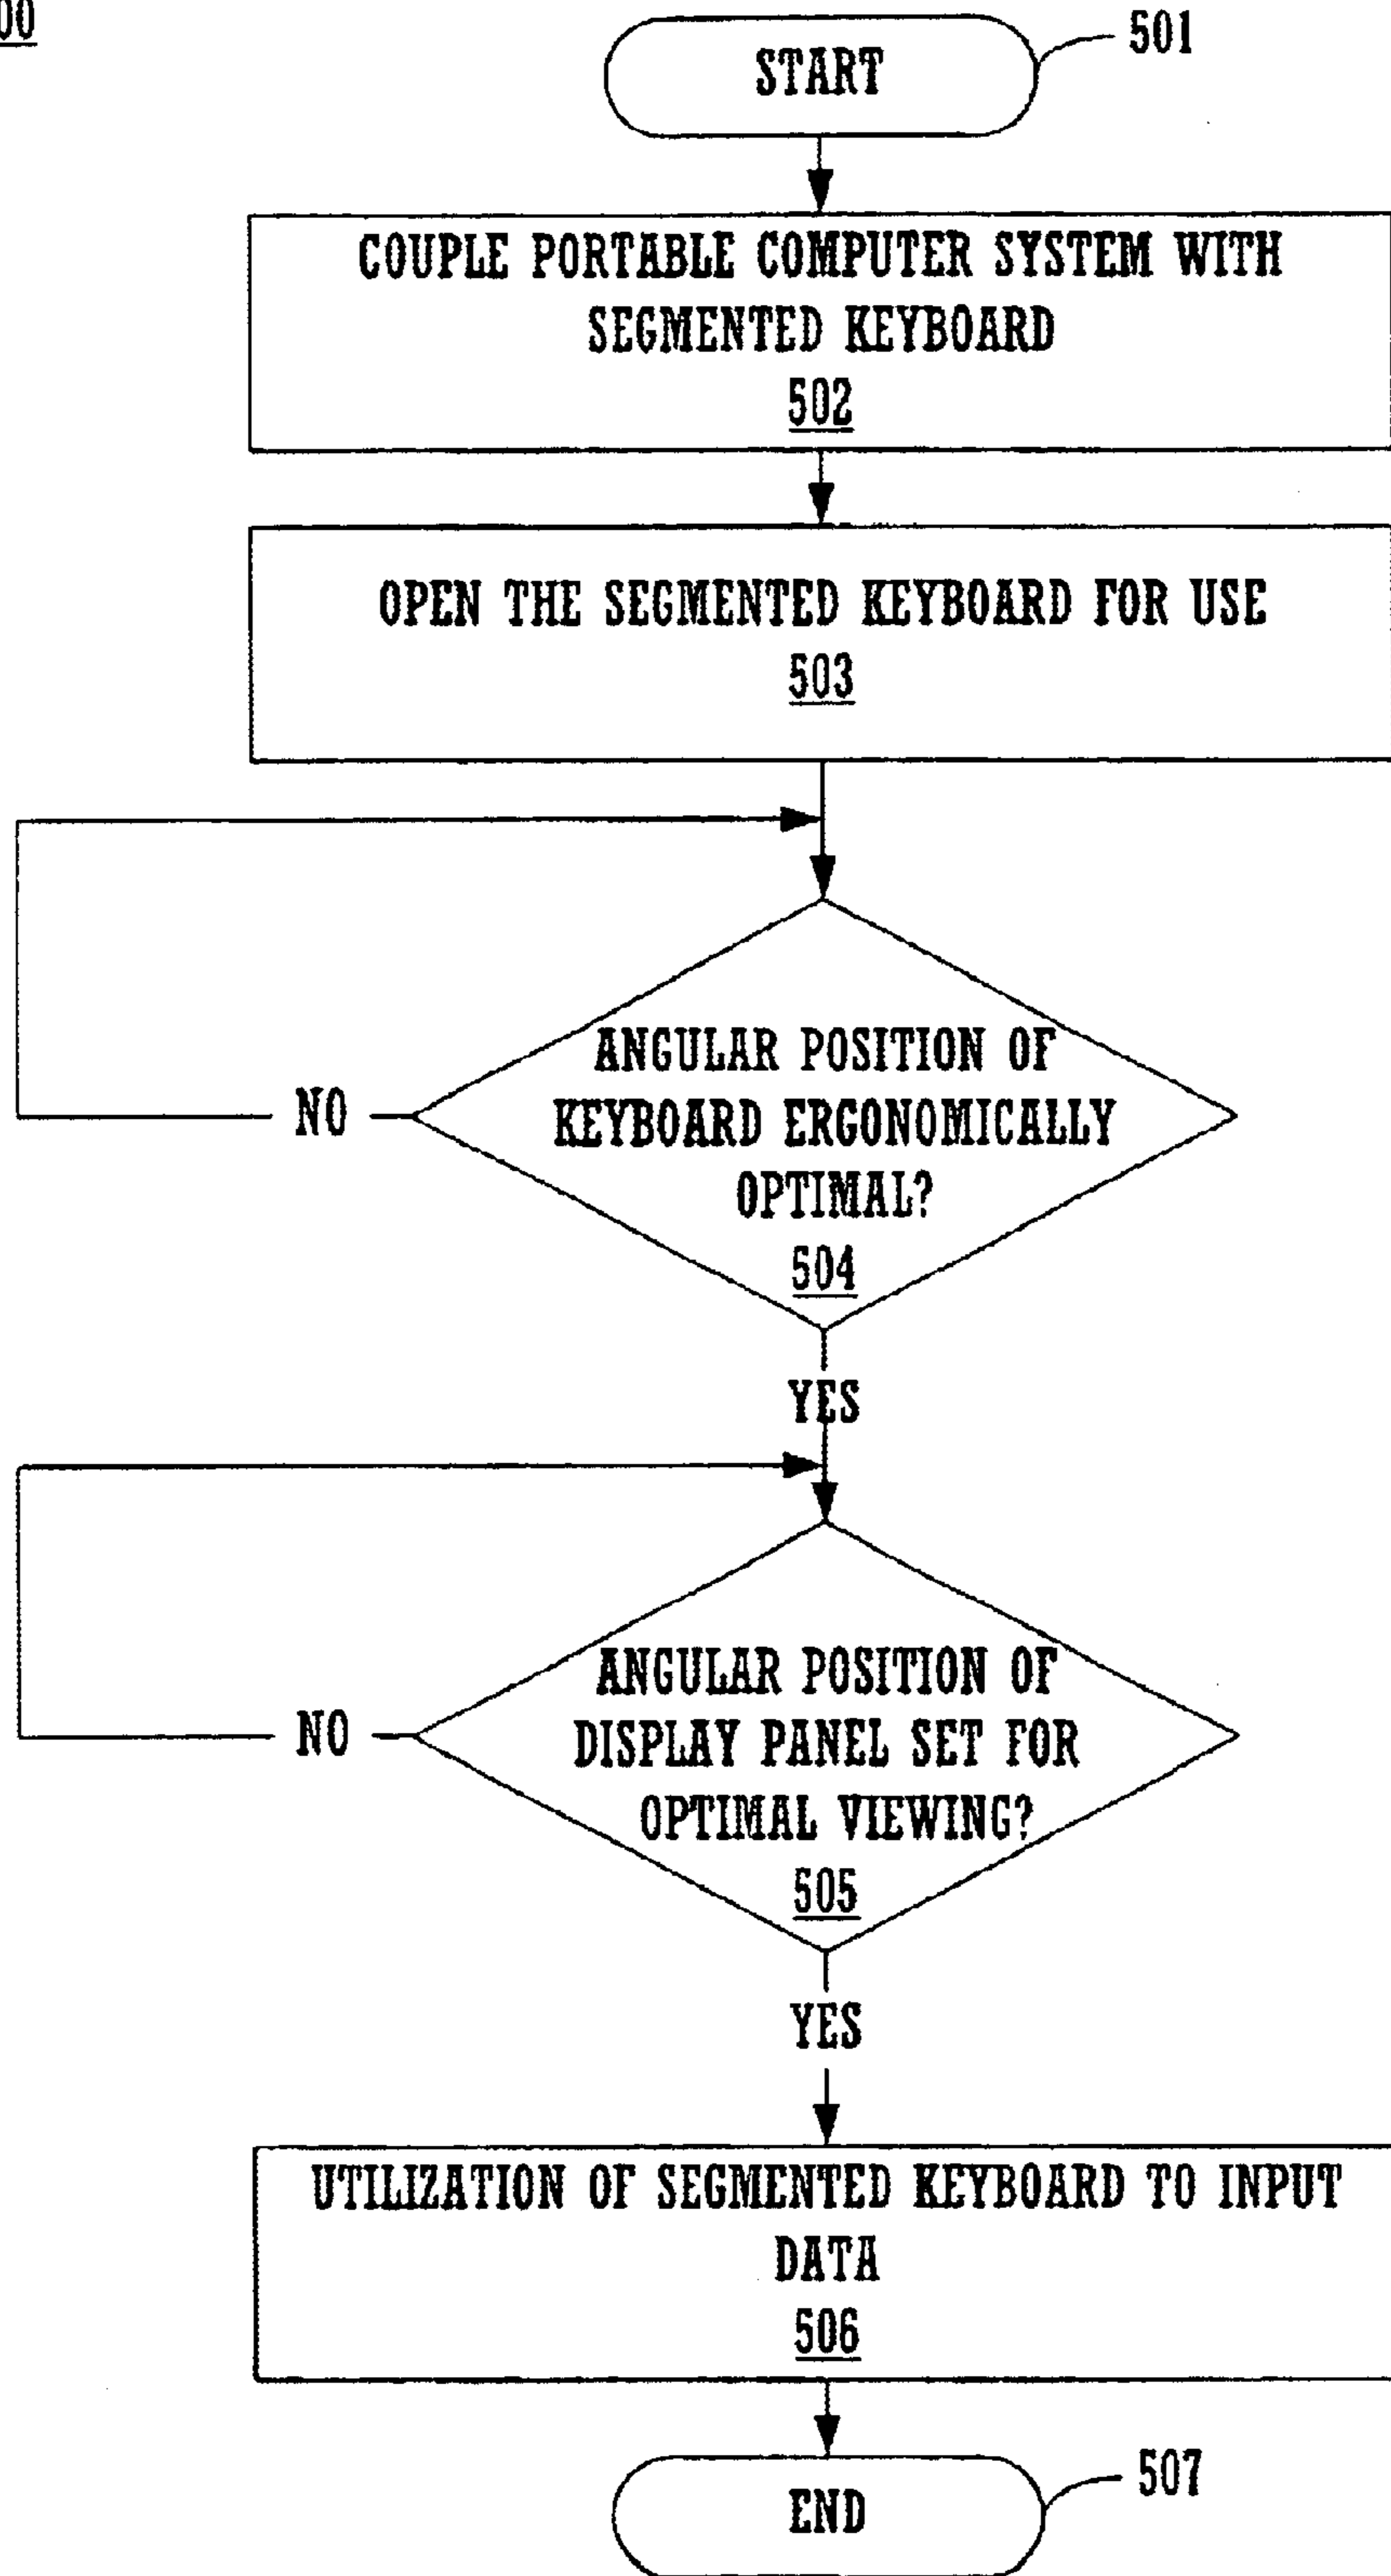 00
START
501
COUPLE PORTABLE COMPUTER SYSTEM WITH
SEGMENTED KEYBOARD
502
OPEN THE SEGMENTED KEYBOARD FOR USE
503
ANGULAR POSITION OF
KEYBOARD ERGONOMICALLY
OPTIMAL?
504
NO
YES
ANGULAR POSITION OF
DISPLAY PANEL SET FOR
OPTIMAL VIEWING?
505
NO
YES
UTILIZATION OF SEGMENTED KEYBOARD TO INPUT
DATA
506
END
507